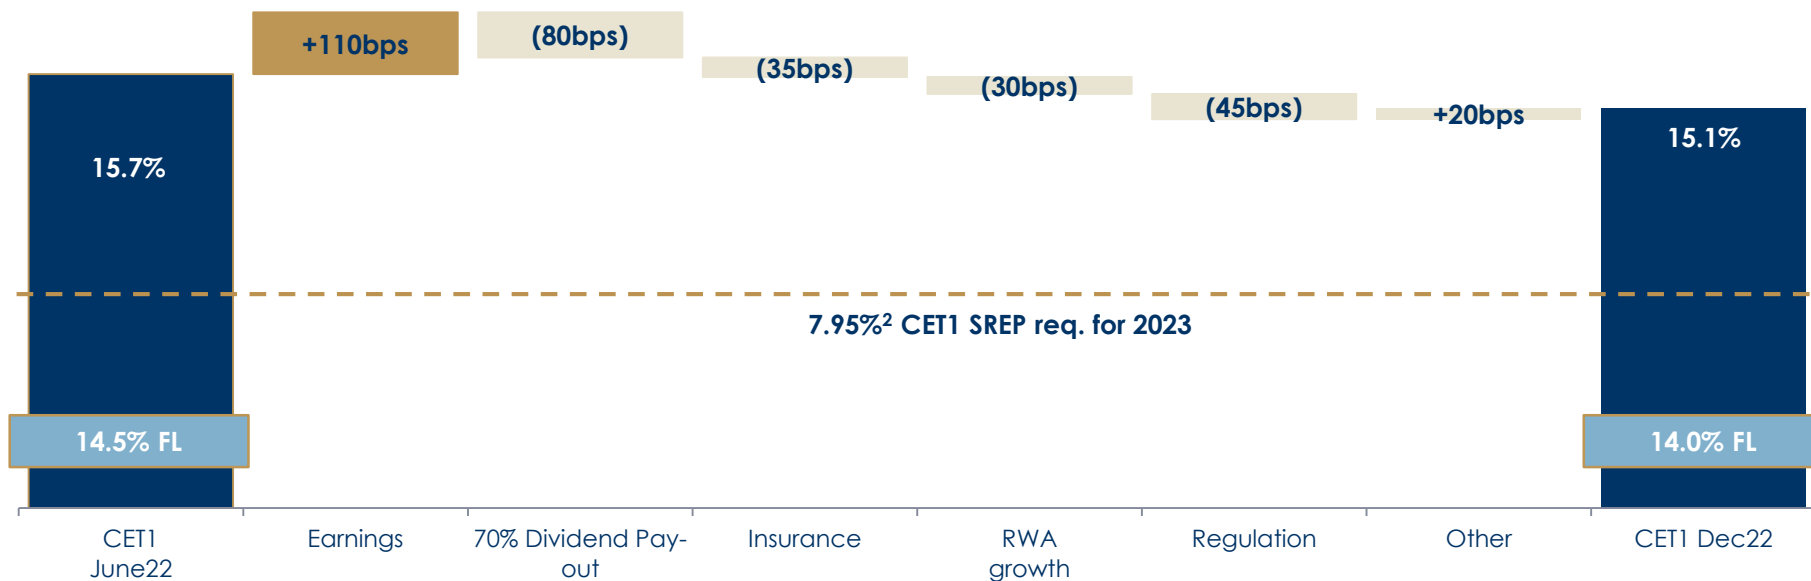 +110bps
(80bps)
(35bps)
(30bps)
(45bps)
+20bps
15.7%
15.1%
7.95%² CET1 SREP req. for 2023
14.5% FL
14.0% FL
CET1
June22
Earnings
70% Dividend Pay-
out
Insurance
RWA
growth
Regulation
Other
CET1 Dec22